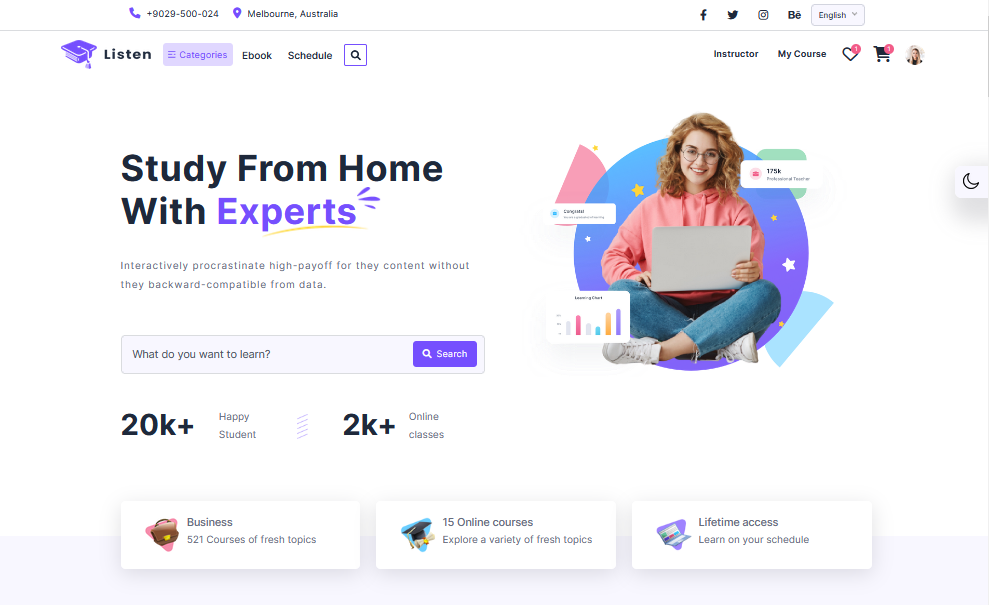 +9029-500-024 Melbourne, Australia Bē English
Listen Categories Ebook Schedule Instructor My Course 1 1
Study From Home
With Experts
Interactively procrastinate high-payoff for they content without
they backward-compatible from data.
What do you want to learn? Search
20k+ Happy
Student
2k+ Online
classes
175k
Professional Teacher
Congrats!
Learning Chart
Business
521 Courses of fresh topics
15 Online courses
Explore a variety of fresh topics
Lifetime access
Learn on your schedule